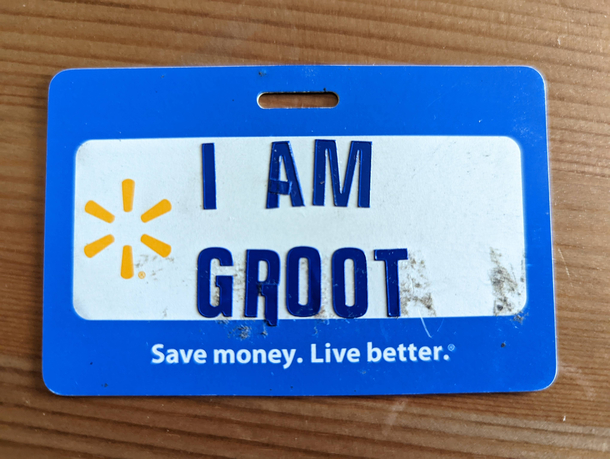 I AM
GROOT
Save money. Live better.®